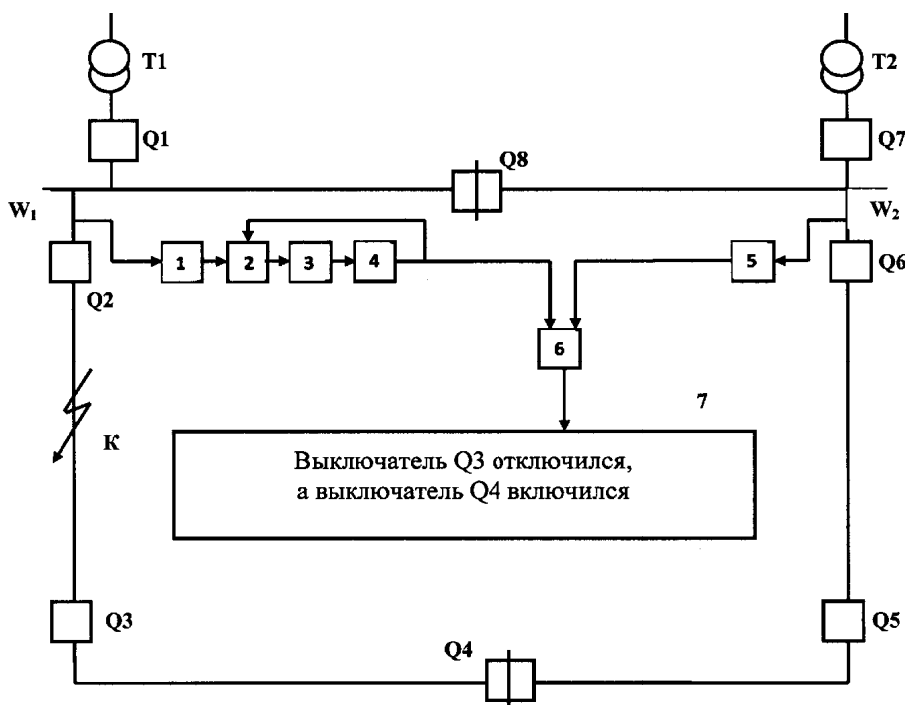 T1
T2
Q1
Q7
Q8
W₁
W₂
1
2
3
4
5
Q2
Q6
6
7
К
Выключатель Q3 отключился,
а выключатель Q4 включился
Q3
Q5
Q4